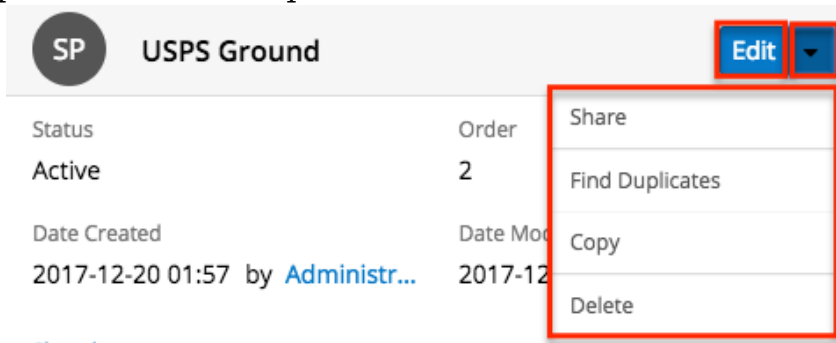 SP USPS Ground Edit
Status Order Share
Active 2 Find Duplicates
Date Created Date Mod Copy
2017-12-20 01:57 by Administr... 2017-12
Delete